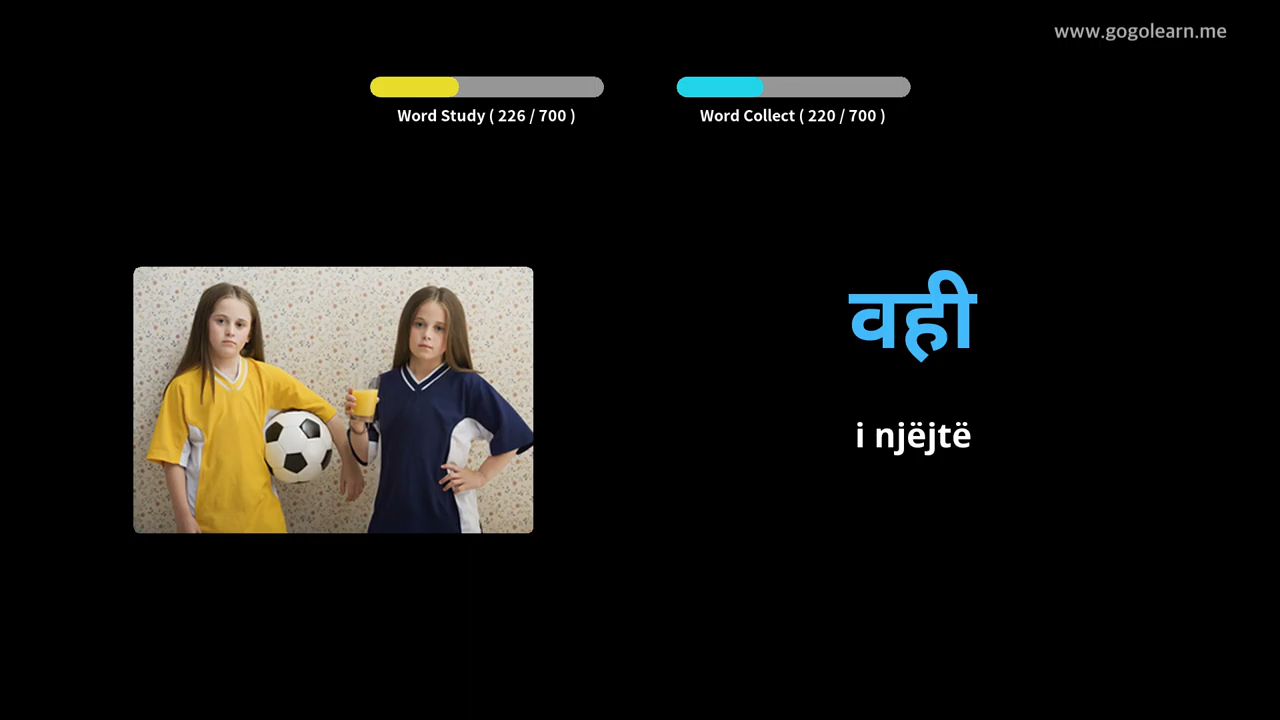 www.gogolearn.me
Word Study ( 226 / 700 )
Word Collect ( 220 / 700 )
वही
i njëjtë